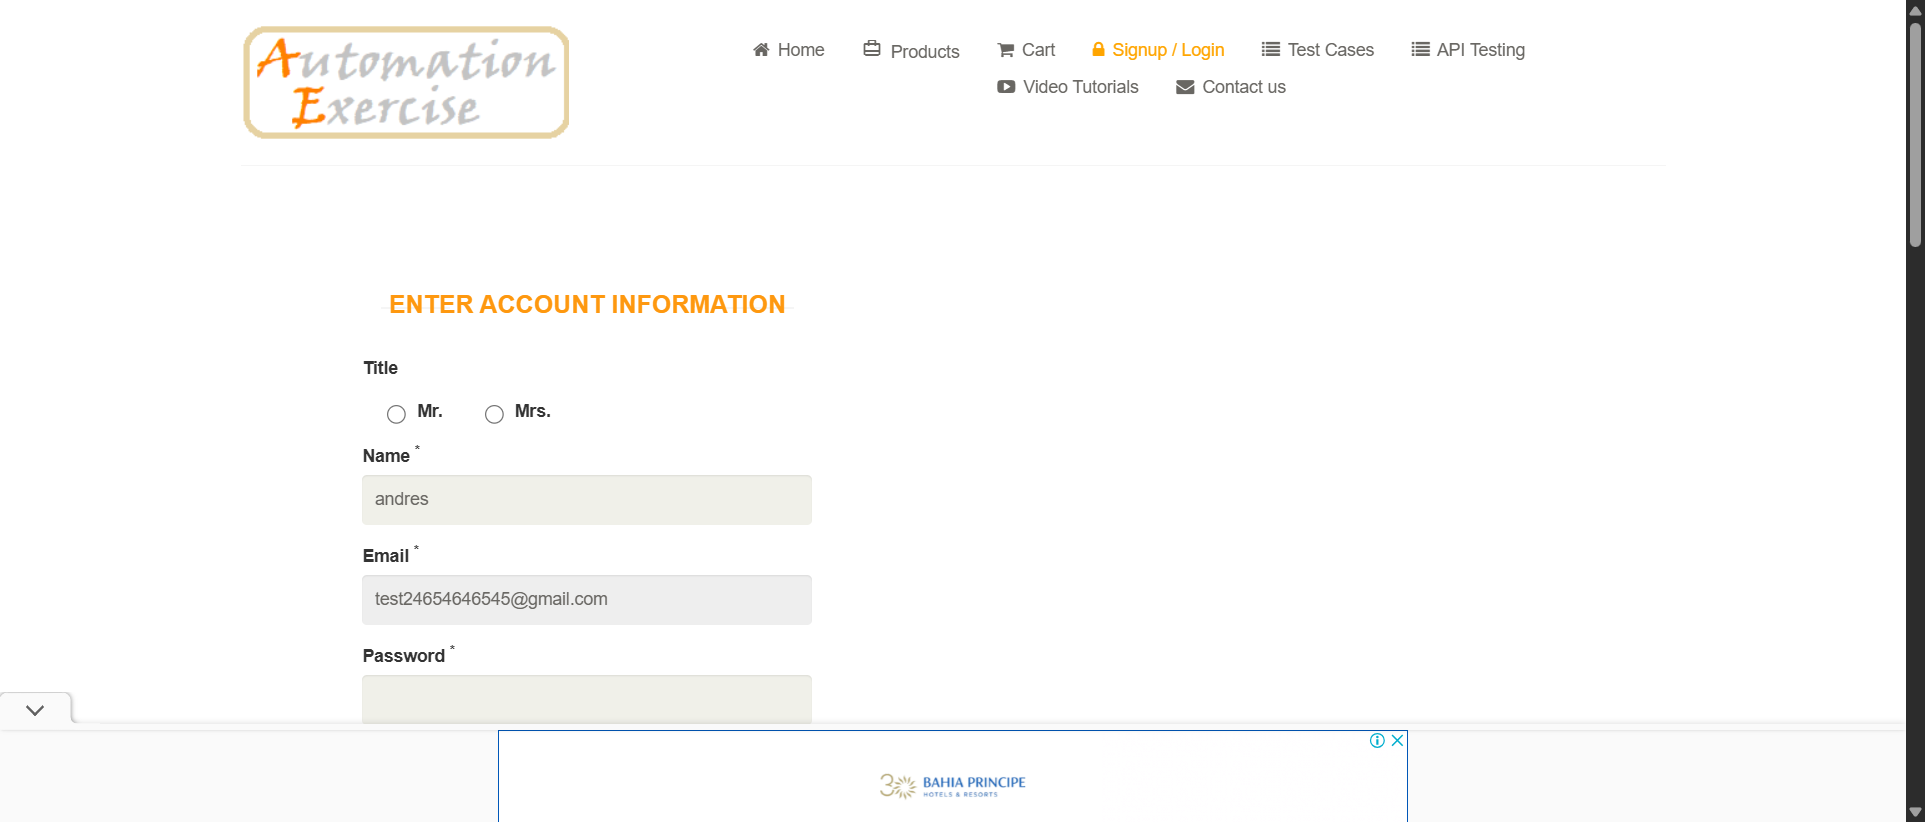 Automation
Exercise
Home
Products
Cart
Signup / Login
Test Cases
API Testing
Video Tutorials
Contact us
ENTER ACCOUNT INFORMATION
Title
Mr.
Mrs.
Name *
andres
Email *
test24654646545@gmail.com
Password *
30 BAHIA PRINCIPE
HOTELS & RESORTS